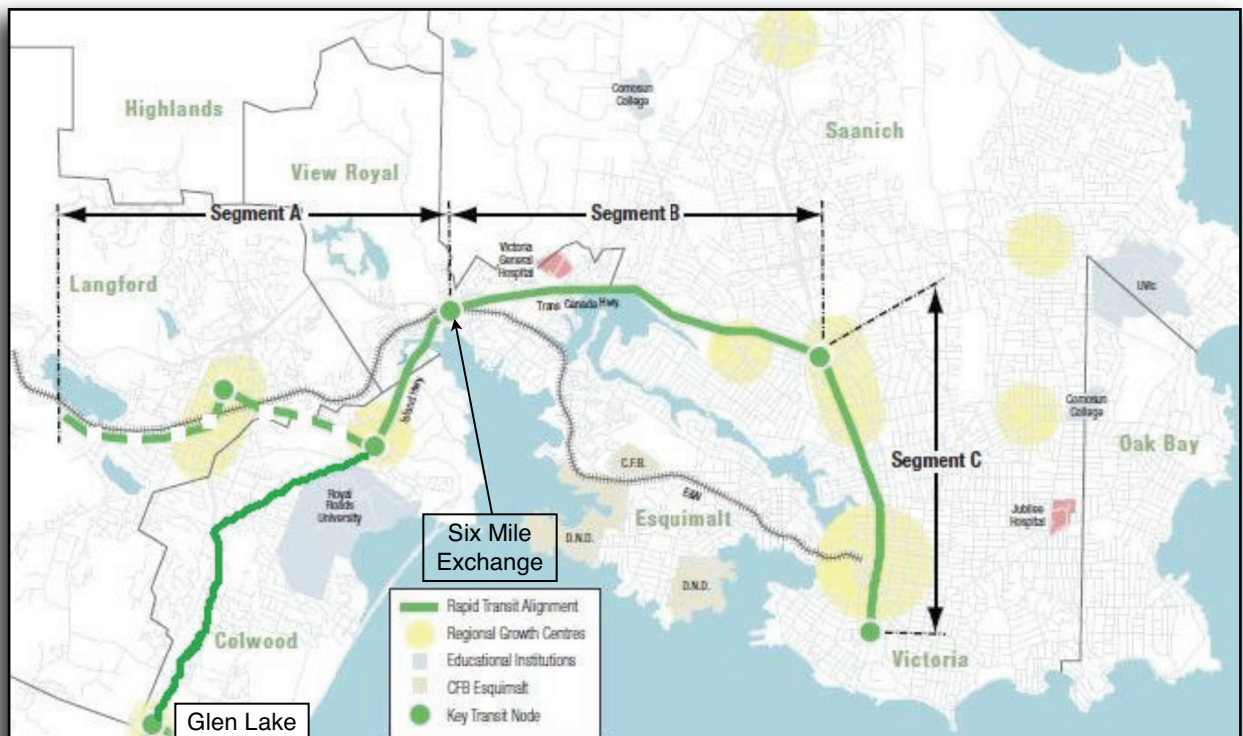 Highlands
Camosun
College
Saanich
View Royal
Segment A
Segment B
Victoria
General
Hospital
Langford
UVic
Trans Canada Hwy.
Island Hwy.
Camosun
College
Oak Bay
Segment C
C.F.B.
E&N
Royal
Roads
University
Esquimalt
Jubilee
Hospital
Six Mile
Exchange
D.N.D.
D.N.D.
Rapid Transit Alignment
Regional Growth Centres
Educational Institutions
CFB Esquimalt
Key Transit Node
Colwood
Victoria
Glen Lake